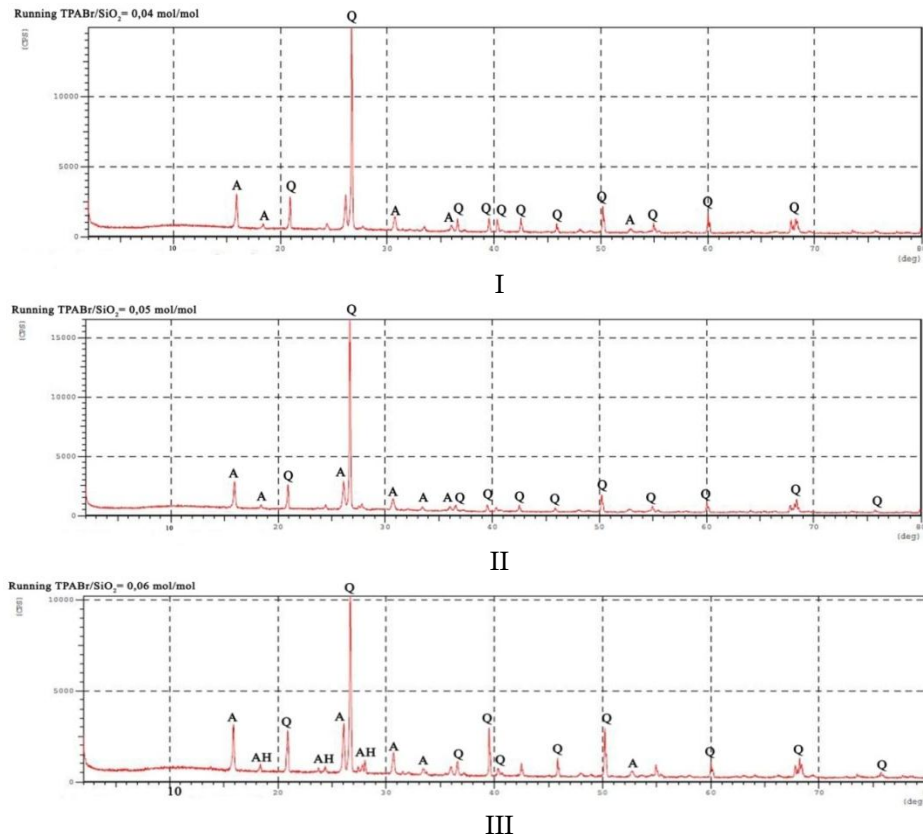 Running TPABr/SiO₂= 0,04 mol/mol
Q
[CPS]
10000
5000
0
A
A
Q
A
A
Q
Q
Q
Q
Q
Q
A
Q
Q
Q
10
20
30
40
50
60
70
80
(deg)
I
Running TPABr/SiO₂= 0,05 mol/mol
Q
15000
10000
5000
0
A
A
Q
A
A
A
A
Q
Q
Q
Q
Q
Q
Q
Q
Q
10
20
30
40
50
60
70
80
(deg)
II
Running TPABr/SiO₂= 0,06 mol/mol
Q
10000
5000
0
A
AH
Q
AH
A
AH
A
A
Q
Q
Q
Q
Q
A
Q
Q
Q
10
20
30
40
50
60
70
(deg)
III